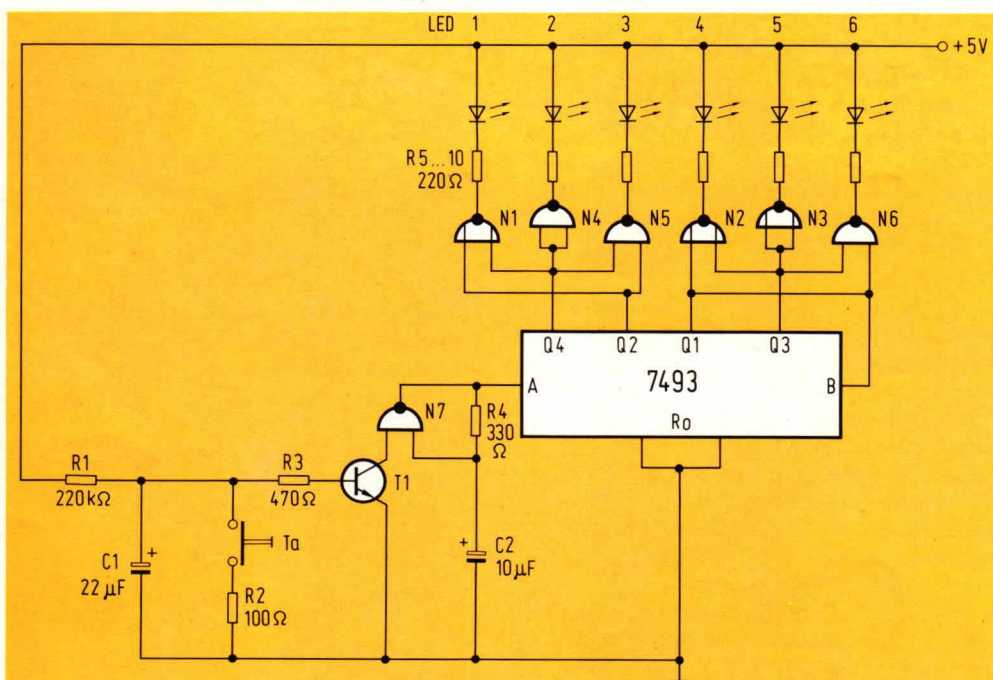 LED 1 2 3 4 5 6
+5V
R5...10
220Ω
N1 N4 N5 N2 N3 N6
Q4 Q2 Q1 Q3
A 7493 B
Ro
N7
R4
330
Ω
R1
220kΩ
R3
470Ω
T1
C1
22µF
+
Ta
R2
100Ω
+
C2
10µF